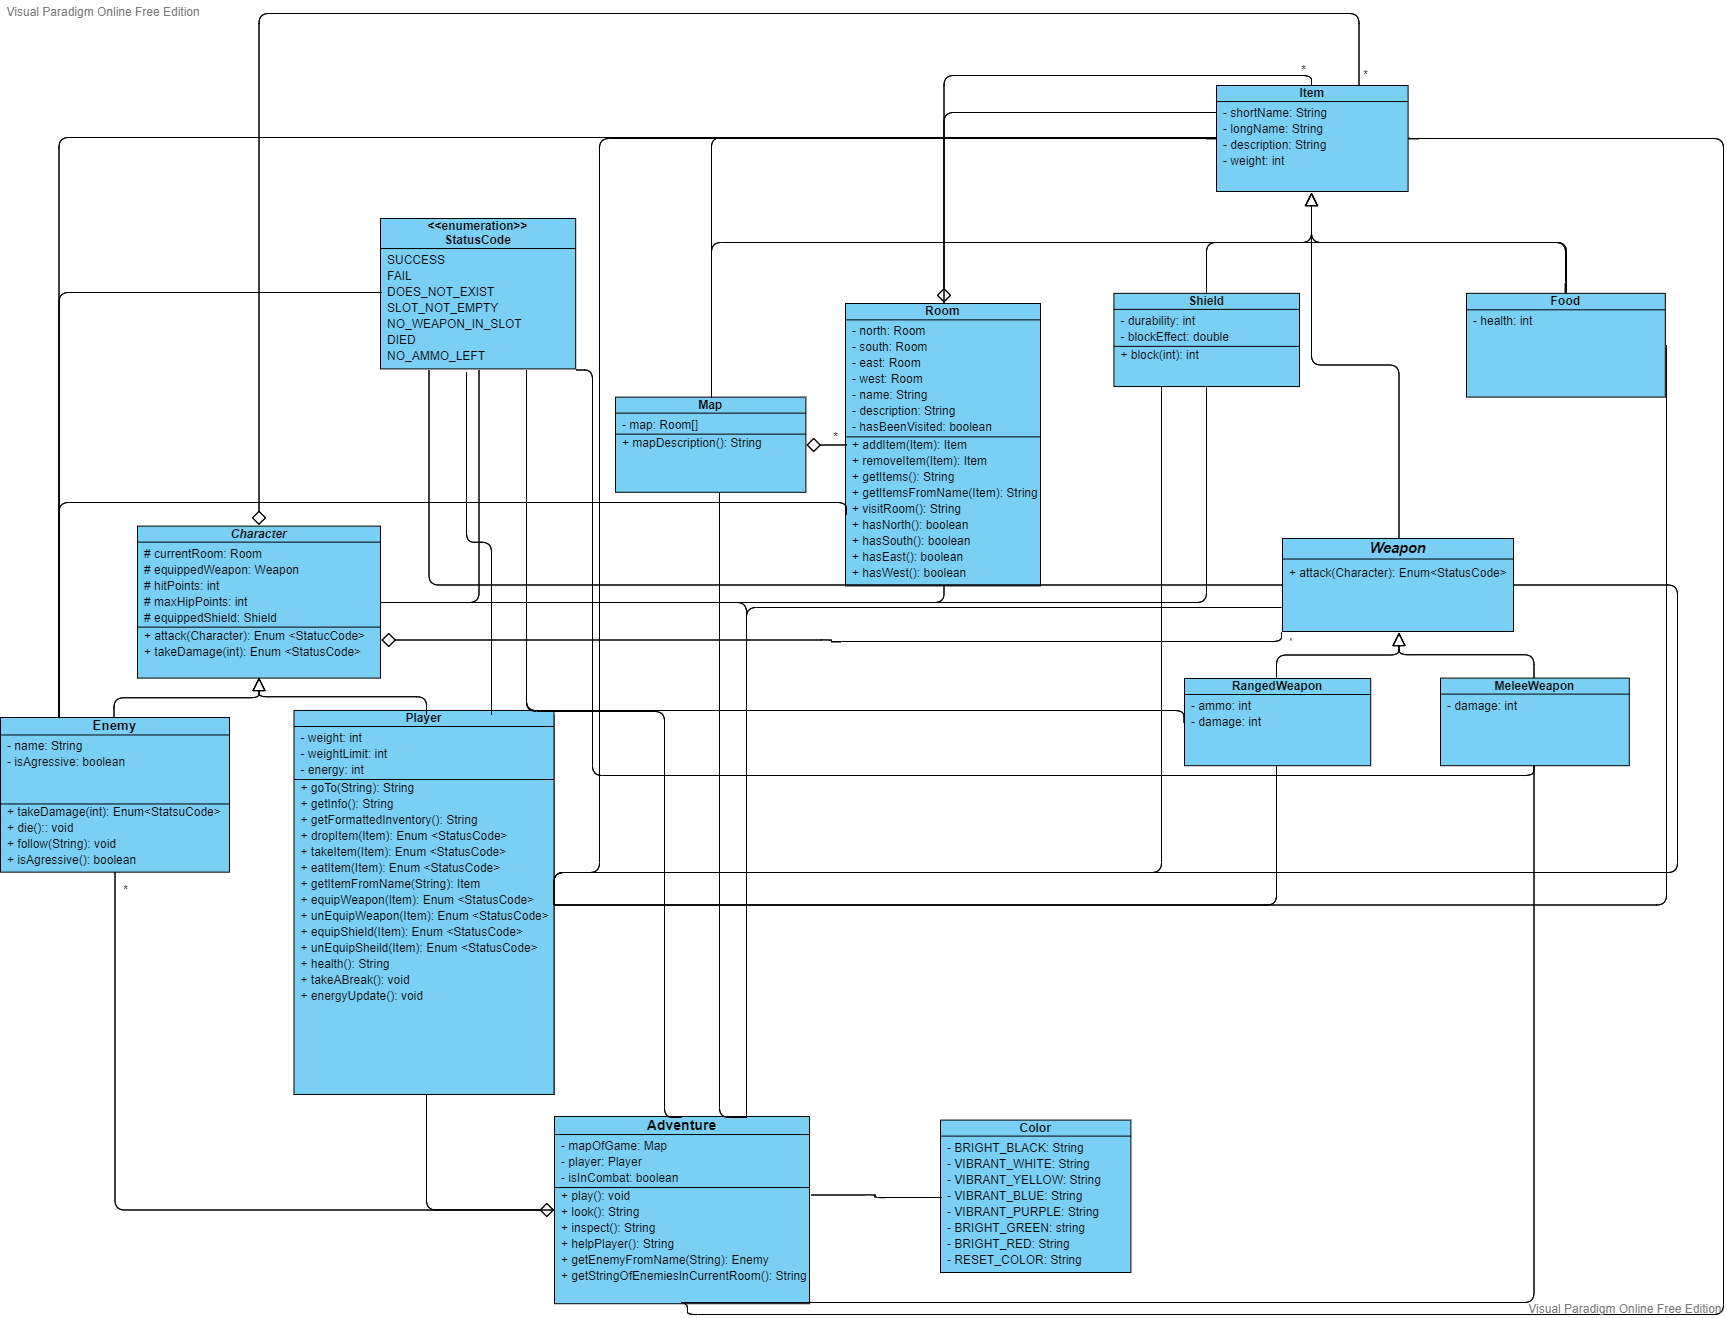 Visual Paradigm Online Free Edition
*
*
Item
- shortName: String
- longName: String
- description: String
- weight: int
<<enumeration>>
StatusCode
SUCCESS
FAIL
DOES_NOT_EXIST
SLOT_NOT_EMPTY
NO_WEAPON_IN_SLOT
DIED
NO_AMMO_LEFT
Room
- north: Room
- south: Room
- east: Room
- west: Room
- name: String
- description: String
- hasBeenVisited: boolean
+ addItem(Item): Item
+ removeItem(Item): Item
+ getItems(): String
+ getItemsFromName(Item): String
+ visitRoom(): String
+ hasNorth(): boolean
+ hasSouth(): boolean
+ hasEast(): boolean
+ hasWest(): boolean
Shield
- durability: int
- blockEffect: double
+ block(int): int
Food
- health: int
Map
- map: Room[]
+ mapDescription(): String
*
Character
# currentRoom: Room
# equippedWeapon: Weapon
# hitPoints: int
# maxHipPoints: int
# equippedShield: Shield
+ attack(Character): Enum <StatucCode>
+ takeDamage(int): Enum <StatusCode>
Weapon
+ attack(Character): Enum<StatusCode>
RangedWeapon
- ammo: int
- damage: int
MeleeWeapon
- damage: int
Enemy
- name: String
- isAgressive: boolean
+ takeDamage(int): Enum<StatsuCode>
+ die():: void
+ follow(String): void
+ isAgressive(): boolean
*
Player
- weight: int
- weightLimit: int
- energy: int
+ goTo(String): String
+ getInfo(): String
+ getFormattedInventory(): String
+ dropItem(Item): Enum <StatusCode>
+ takeItem(Item): Enum <StatusCode>
+ eatItem(Item): Enum <StatusCode>
+ getItemFromName(String): Item
+ equipWeapon(Item): Enum <StatusCode>
+ unEquipWeapon(Item): Enum <StatusCode>
+ equipShield(Item): Enum <StatusCode>
+ unEquipSheild(Item): Enum <StatusCode>
+ health(): String
+ takeABreak(): void
+ energyUpdate(): void
Adventure
- mapOfGame: Map
- player: Player
- isInCombat: boolean
+ play(): void
+ look(): String
+ inspect(): String
+ helpPlayer(): String
+ getEnemyFromName(String): Enemy
+ getStringOfEnemiesInCurrentRoom(): String
Color
- BRIGHT_BLACK: String
- VIBRANT_WHITE: String
- VIBRANT_YELLOW: String
- VIBRANT_BLUE: String
- VIBRANT_PURPLE: String
- BRIGHT_GREEN: string
- BRIGHT_RED: String
- RESET_COLOR: String
Visual Paradigm Online Free Edition